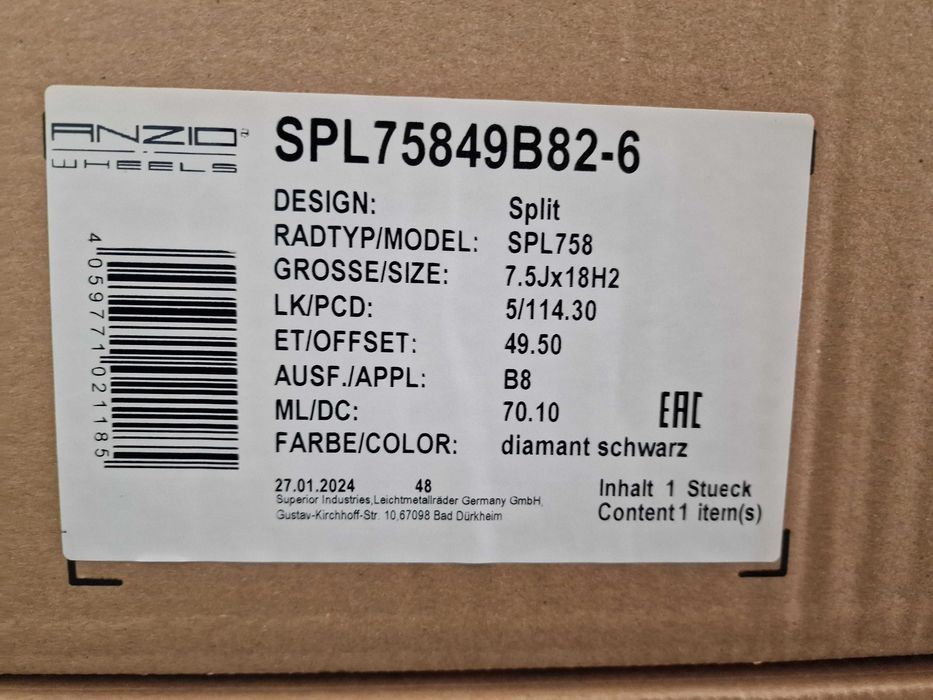 ANZIO
WHEELS
SPL75849B82-6
DESIGN: Split
RADTYP/MODEL: SPL758
GROSSE/SIZE: 7.5Jx18H2
LK/PCD: 5/114.30
ET/OFFSET: 49.50
AUSF./APPL: B8
ML/DC: 70.10
EAC
FARBE/COLOR: diamant schwarz
27.01.2024 48
Superior Industries,Leichtmetallräder Germany GmbH,
Gustav-Kirchhoff-Str. 10,67098 Bad Dürkheim
Inhalt 1 Stueck
Content 1 item(s)
4059771021185